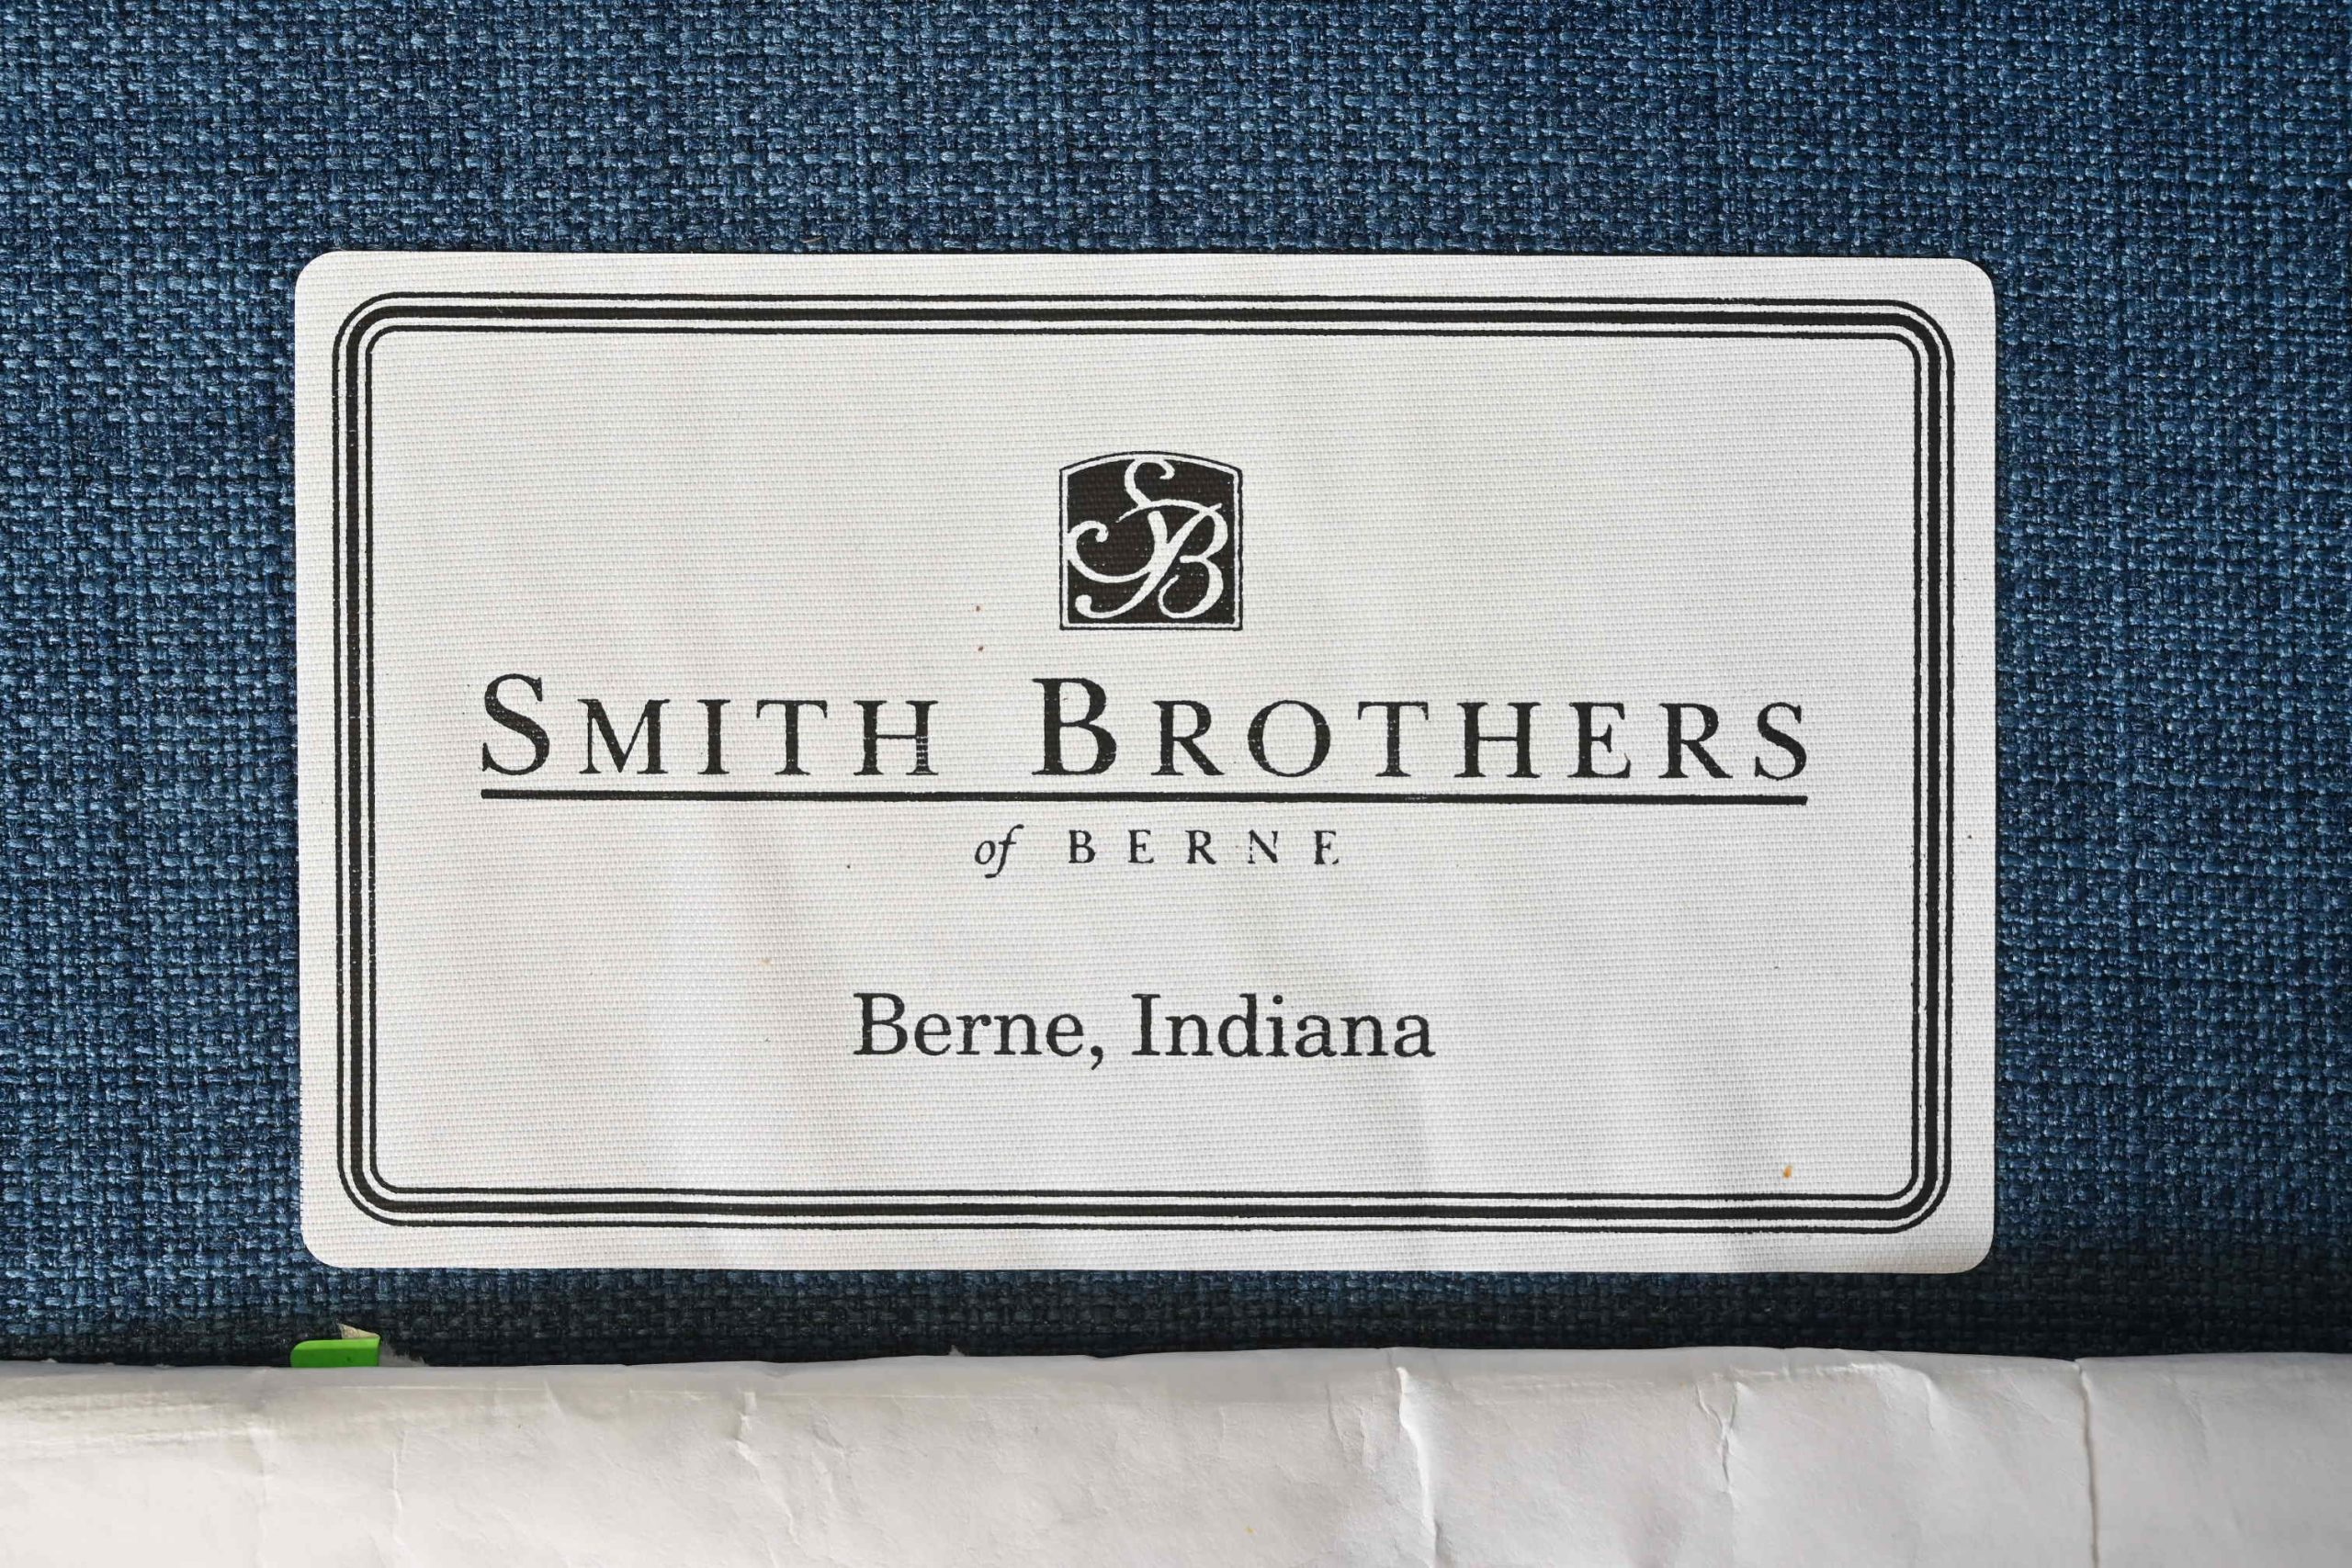 SB
SMITH BROTHERS
of BERNE
Berne, Indiana